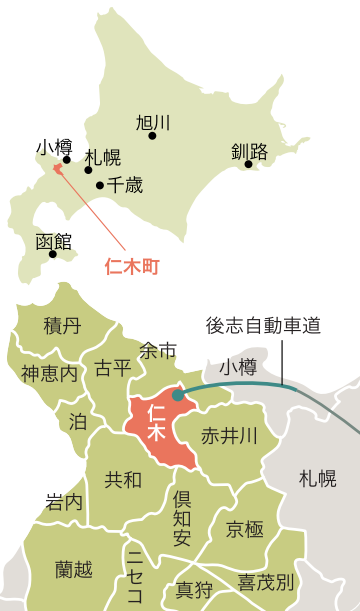 旭川
小樽
札幌
釧路
千歳
函館
仁木町
積丹
後志自動車道
余市
神恵内
古平
小樽
仁木
泊
赤井川
札幌
共和
岩内
倶知安
京極
蘭越
ニセコ
真狩
喜茂別